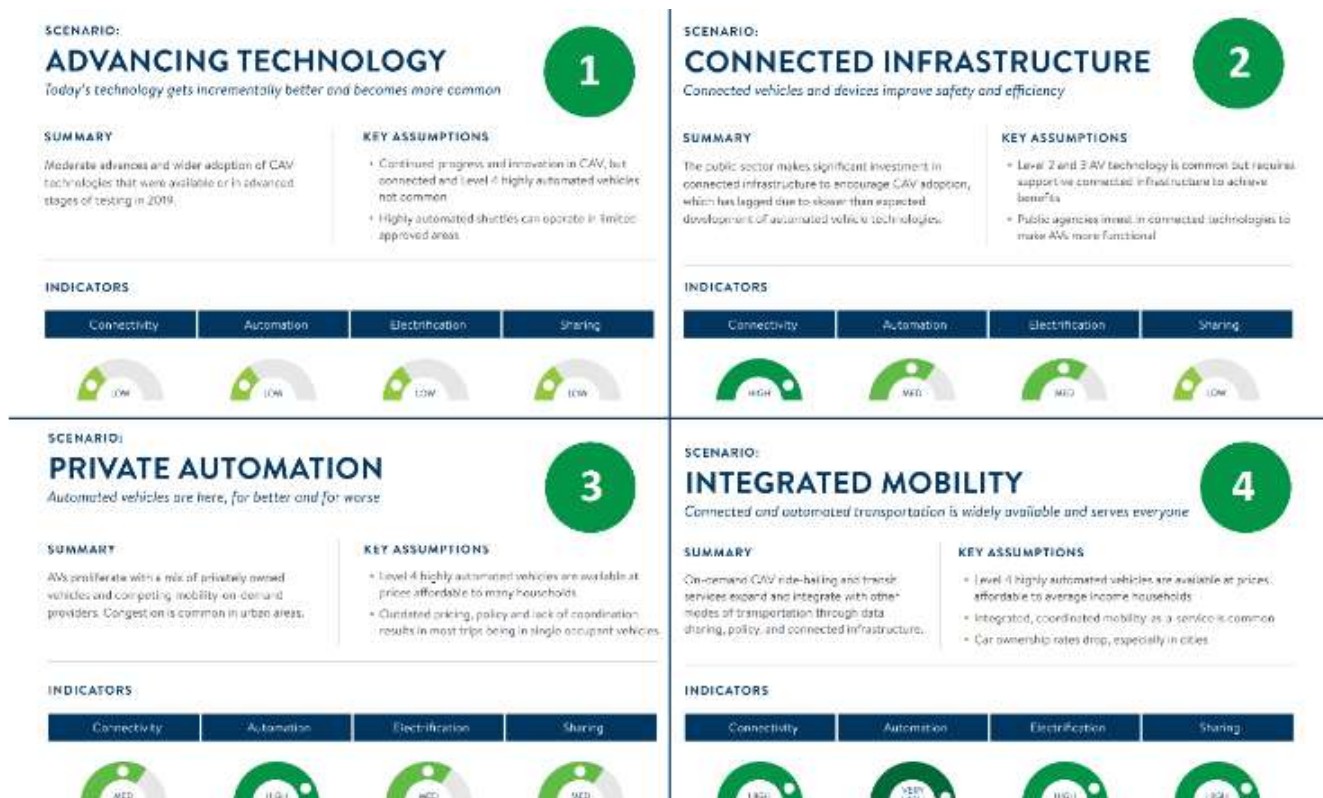 SCENARIO:
ADVANCING TECHNOLOGY
1
Today's technology gets incrementally better and becomes more common
SUMMARY
Moderate advances and wider adoption of CAV
technologies that were available or in advanced
stages of testing in 2019.
KEY ASSUMPTIONS
• Continued progress and innovation in CAV, but
connected and Level 4 highly automated vehicles
not common
• Highly automated shuttles can operate in limited
approved areas
INDICATORS
Connectivity Automation Electrification Sharing
LOW LOW LOW LOW
SCENARIO:
CONNECTED INFRASTRUCTURE
2
Connected vehicles and devices improve safety and efficiency
SUMMARY
The public sector makes significant investment in
connected infrastructure to encourage CAV adoption,
which has lagged due to slower than expected
development of automated vehicle technologies.
KEY ASSUMPTIONS
• Level 2 and 3 AV technology is common but requires
supportive connected infrastructure to achieve
benefits
• Public agencies invest in connected technologies to
make AVs more functional
INDICATORS
Connectivity Automation Electrification Sharing
HIGH MED MED LOW
SCENARIO:
PRIVATE AUTOMATION
3
Automated vehicles are here, for better and for worse
SUMMARY
AVs proliferate with a mix of privately owned
vehicles and competing mobility-on-demand
providers. Congestion is common in urban areas.
KEY ASSUMPTIONS
• Level 4 highly automated vehicles are available at
prices affordable to many households
• Outdated pricing, policy and lack of coordination
results in most trips being in single occupant vehicles
INDICATORS
Connectivity Automation Electrification Sharing
MED HIGH MED MED
SCENARIO:
INTEGRATED MOBILITY
4
Connected and automated transportation is widely available and serves everyone
SUMMARY
On-demand CAV ride-hailing and transit
services expand and integrate with other
modes of transportation through data
sharing, policy, and connected infrastructure.
KEY ASSUMPTIONS
• Level 4 highly automated vehicles are available at prices
affordable to average income households
• Integrated, coordinated mobility-as-a-service is common
• Car ownership rates drop, especially in cities
INDICATORS
Connectivity Automation Electrification Sharing
HIGH VERY HIGH HIGH HIGH